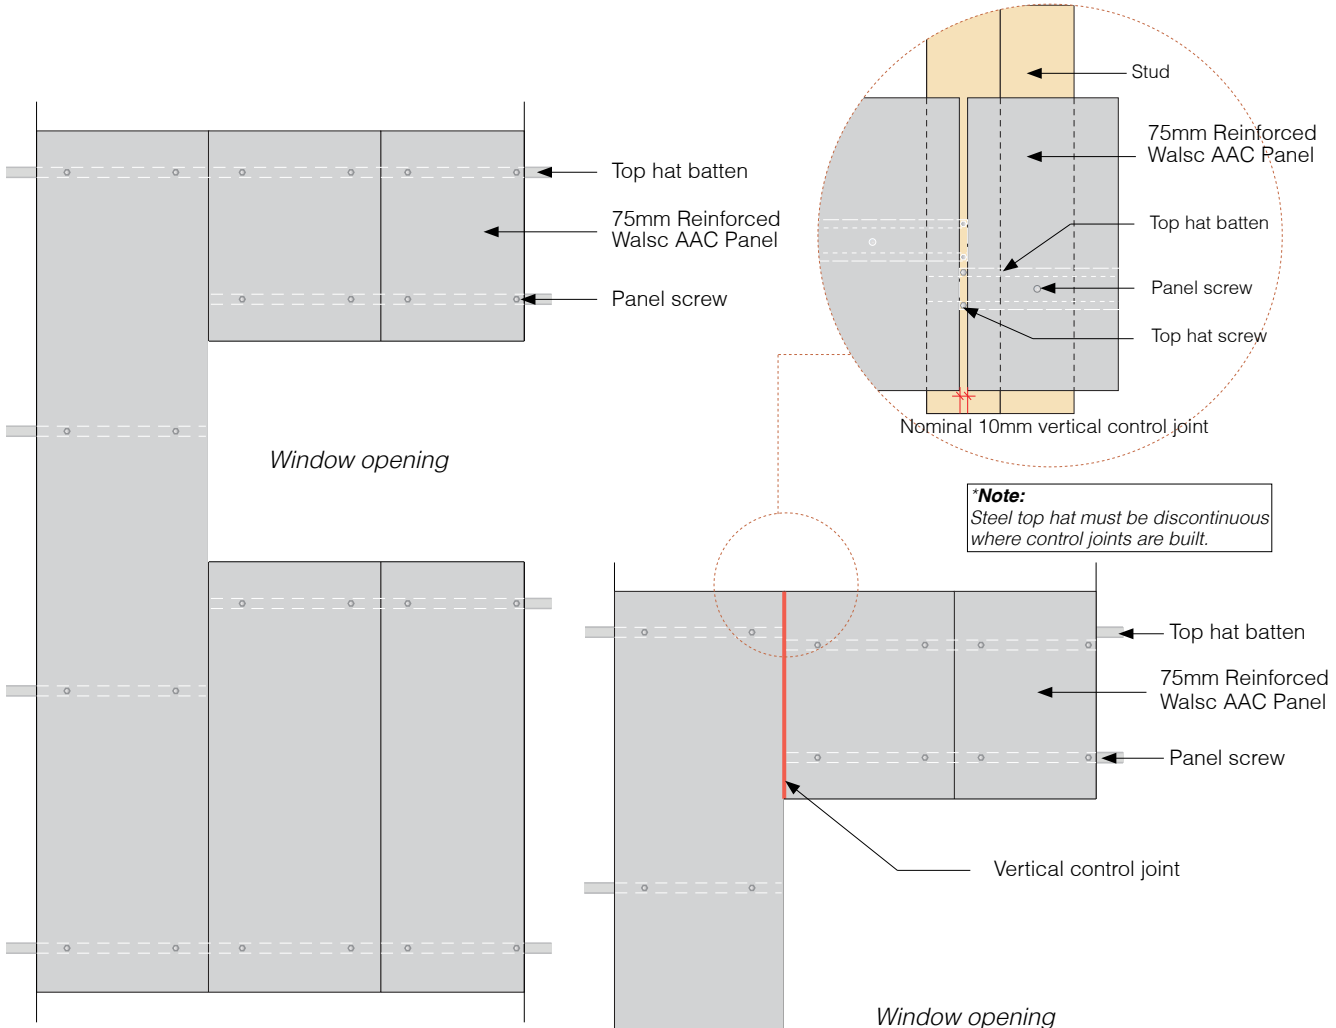 Top hat batten
75mm Reinforced
Walsc AAC Panel
Panel screw
Window opening
Stud
75mm Reinforced
Walsc AAC Panel
Top hat batten
Panel screw
Top hat screw
Nominal 10mm vertical control joint
*Note:
Steel top hat must be discontinuous
where control joints are built.
Top hat batten
75mm Reinforced
Walsc AAC Panel
Panel screw
Vertical control joint
Window opening